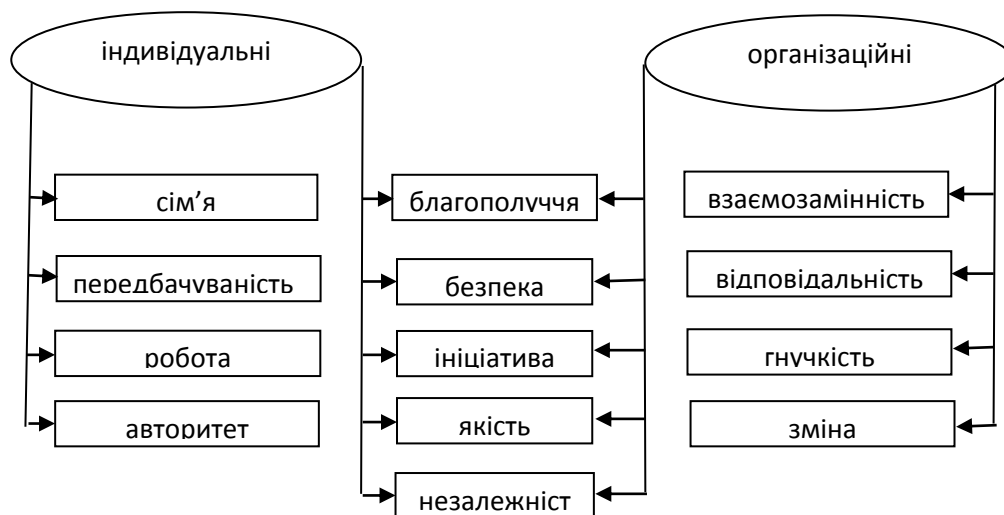 індивідуальні
організаційні
сім’я
благополуччя
взаємозамінність
передбачуваність
безпека
відповідальність
робота
ініціатива
гнучкість
авторитет
якість
зміна
незалежніст